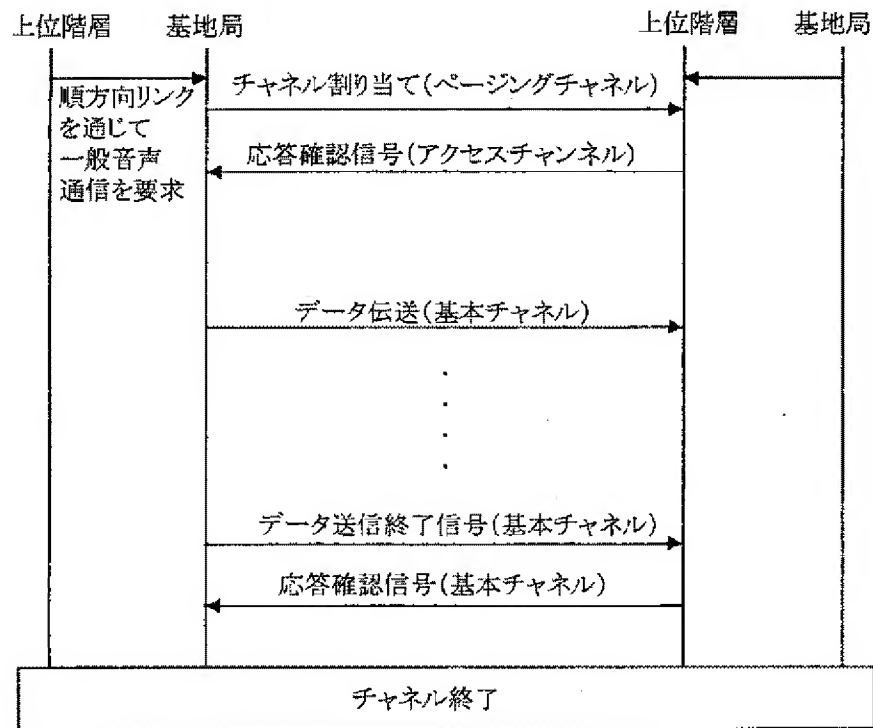 上位階層
基地局
上位階層
基地局
順方向リンク
を通じて
一般音声
通信を要求
チャネル割り当て(ページングチャネル)
応答確認信号(アクセスチャンネル)
データ伝送(基本チャネル)
データ送信終了信号(基本チャネル)
応答確認信号(基本チャネル)
チャネル終了